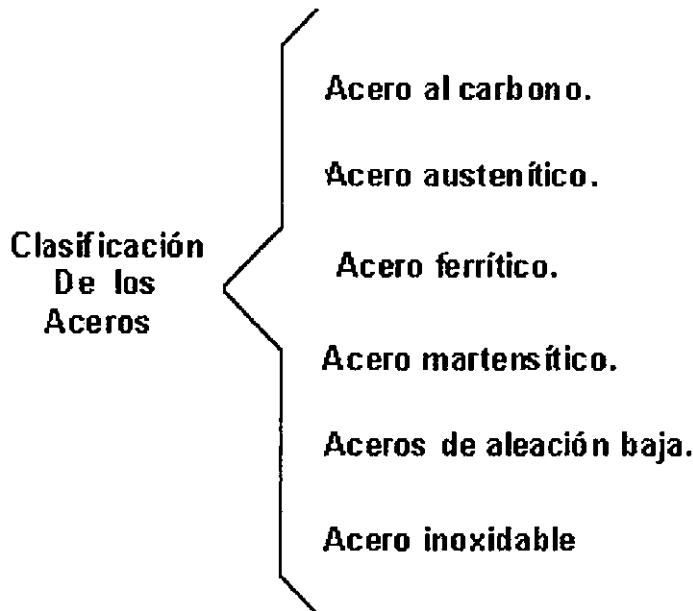 Clasificación
De los
Aceros
Acero al carbono.
Acero austenítico.
Acero ferrítico.
Acero martensítico.
Aceros de aleación baja.
Acero inoxidable